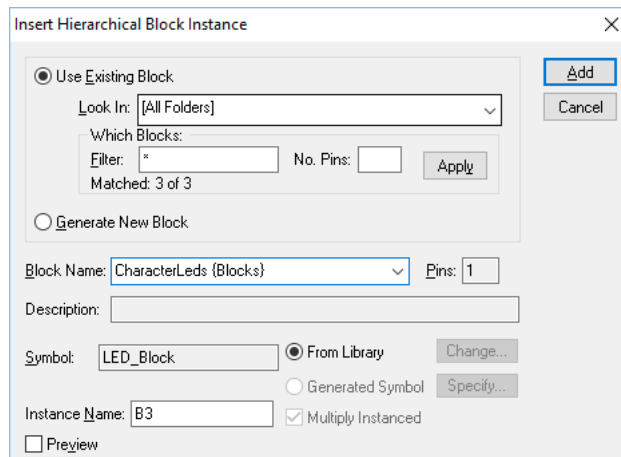 Insert Hierarchical Block Instance
Use Existing Block
Add
Look In: [All Folders]
Cancel
Which Blocks:
Filter: * No. Pins:
Apply
Matched: 3 of 3
Generate New Block
Block Name: CharacterLeds {Blocks} Pins: 1
Description:
Symbol: LED_Block From Library Change...
Generated Symbol Specify...
Instance Name: B3 Multiply Instanced
Preview